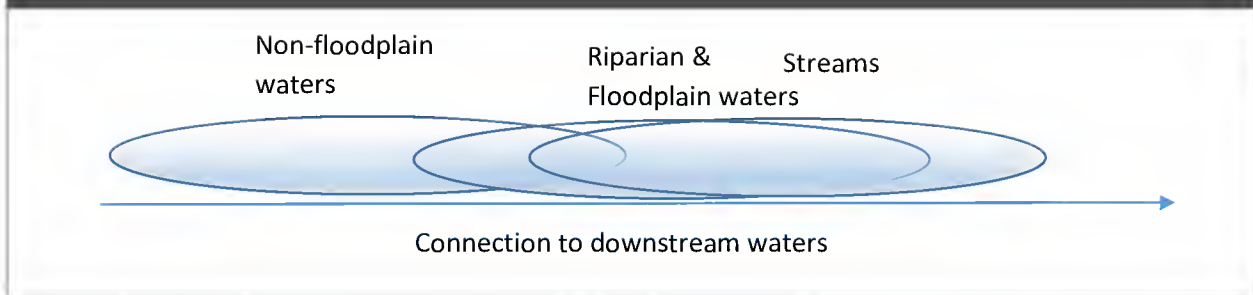 Non-floodplain
waters
Riparian &
Floodplain waters
Streams
Connection to downstream waters